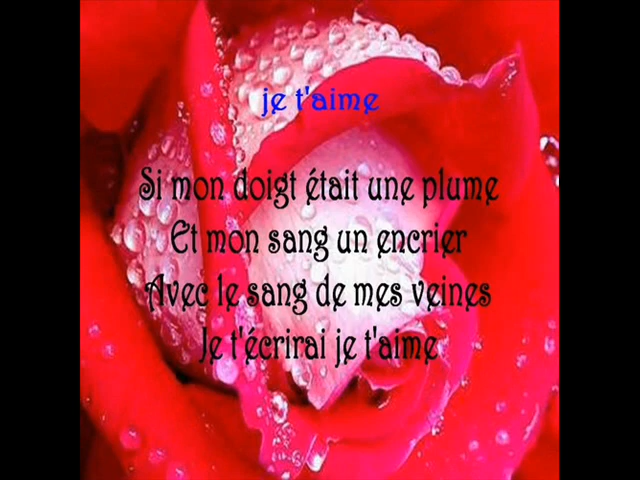 je t'aime
Si mon doigt était une plume
Et mon sang un encrier
Avec le sang de mes veines
Je t'écrirai je t'aime